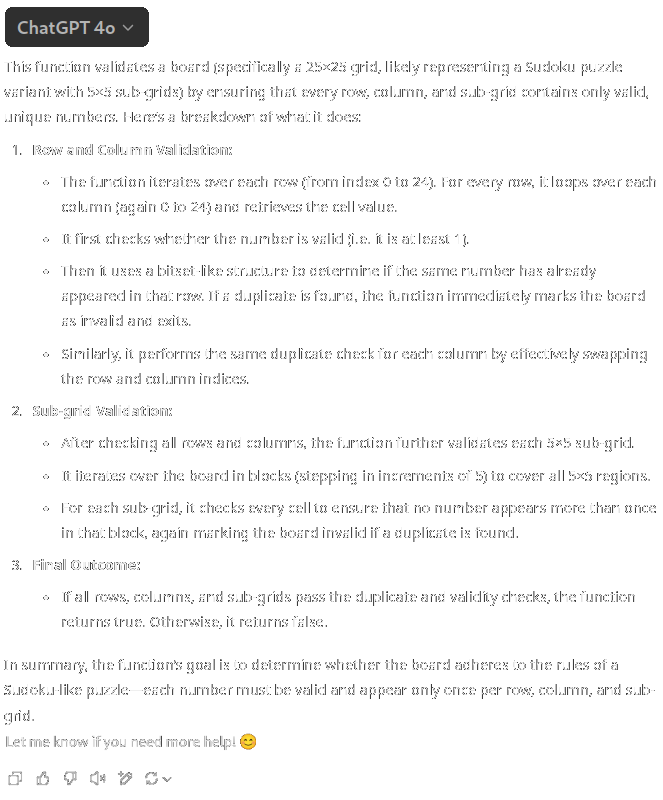 ChatGPT 4o
This function validates a board (specifically a 25×25 grid, likely representing a Sudoku puzzle
variant with 5×5 sub-grids) by ensuring that every row, column, and sub-grid contains only valid,
unique numbers. Here's a breakdown of what it does:
1. Row and Column Validation:
◦ The function iterates over each row (from index 0 to 24). For every row, it loops over each
column (again 0 to 24) and retrieves the cell value.
◦ It first checks whether the number is valid (i.e. it is at least 1).
◦ Then it uses a bitset-like structure to determine if the same number has already
appeared in that row. If a duplicate is found, the function immediately marks the board
as invalid and exits.
◦ Similarly, it performs the same duplicate check for each column by effectively swapping
the row and column indices.
2. Sub-grid Validation:
◦ After checking all rows and columns, the function further validates each 5×5 sub-grid.
◦ It iterates over the board in blocks (stepping in increments of 5) to cover all 5×5 regions.
◦ For each sub-grid, it checks every cell to ensure that no number appears more than once
in that block, again marking the board invalid if a duplicate is found.
3. Final Outcome:
◦ If all rows, columns, and sub-grids pass the duplicate and validity checks, the function
returns true. Otherwise, it returns false.
In summary, the function's goal is to determine whether the board adheres to the rules of a
Sudoku-like puzzle—each number must be valid and appear only once per row, column, and sub-
grid.
Let me know if you need more help! 😊